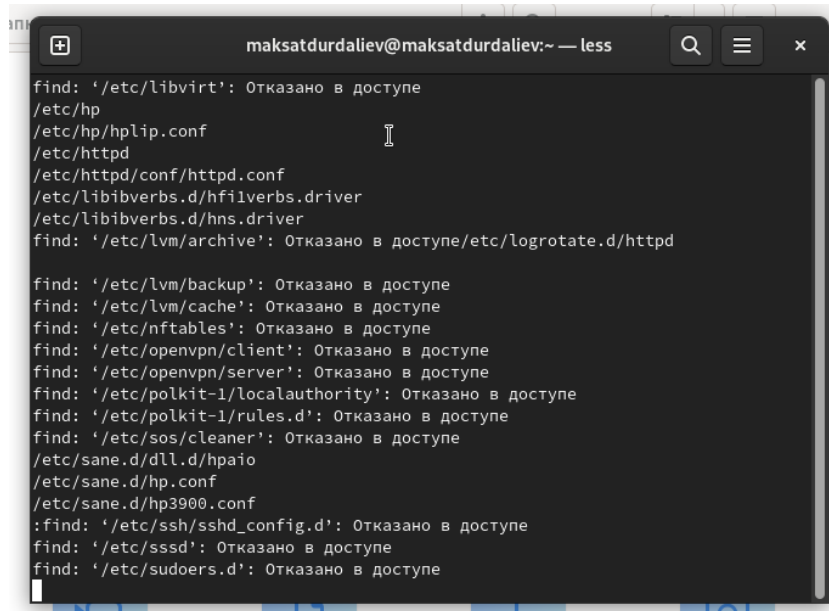 maksatdurdaliev@maksatdurdaliev:~ — less
find: ‘/etc/libvirt’: Отказано в доступе
/etc/hp
/etc/hp/hplip.conf
/etc/httpd
/etc/httpd/conf/httpd.conf
/etc/libibverbs.d/hfi1verbs.driver
/etc/libibverbs.d/hns.driver
find: ‘/etc/lvm/archive’: Отказано в доступе/etc/logrotate.d/httpd
find: ‘/etc/lvm/backup’: Отказано в доступе
find: ‘/etc/lvm/cache’: Отказано в доступе
find: ‘/etc/nftables’: Отказано в доступе
find: ‘/etc/openvpn/client’: Отказано в доступе
find: ‘/etc/openvpn/server’: Отказано в доступе
find: ‘/etc/polkit-1/localauthority’: Отказано в доступе
find: ‘/etc/polkit-1/rules.d’: Отказано в доступе
find: ‘/etc/sos/cleaner’: Отказано в доступе
/etc/sane.d/dll.d/hpaio
/etc/sane.d/hp.conf
/etc/sane.d/hp3900.conf
:find: ‘/etc/ssh/sshd_config.d’: Отказано в доступе
find: ‘/etc/sssd’: Отказано в доступе
find: ‘/etc/sudoers.d’: Отказано в доступе